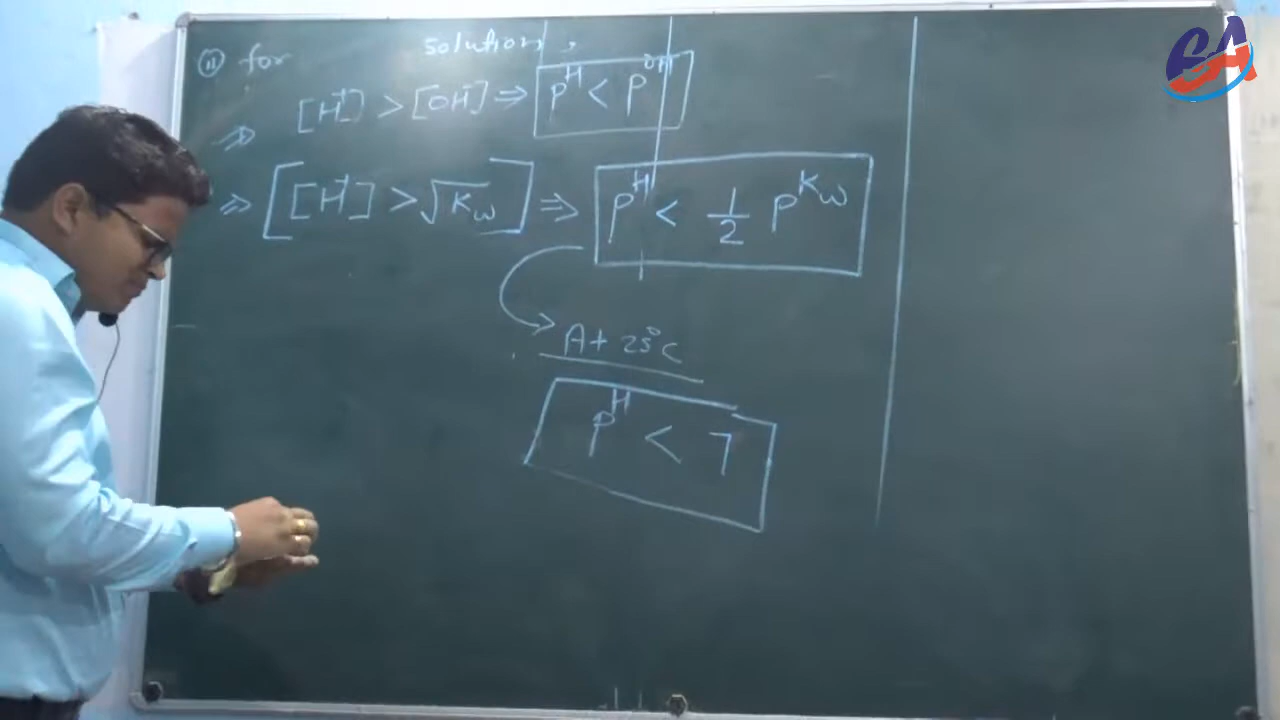 (ii) for solution :
⇒ [H⁺] > [OH⁻] ⇒ pᴴ < pᴼᴴ
⇒ [[H⁺] > √Kw] ⇒ pᴴ < 1/2 pᴷʷ
At 25°C
pᴴ < 7